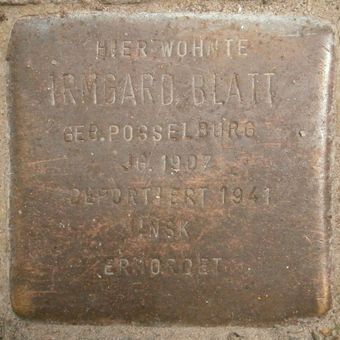 HIER WOHNTE
IRMGARD BLATT
GEB. POSSELBURG
JG. 1907
DEPORTIERT 1941
MINSK
ERMORDET